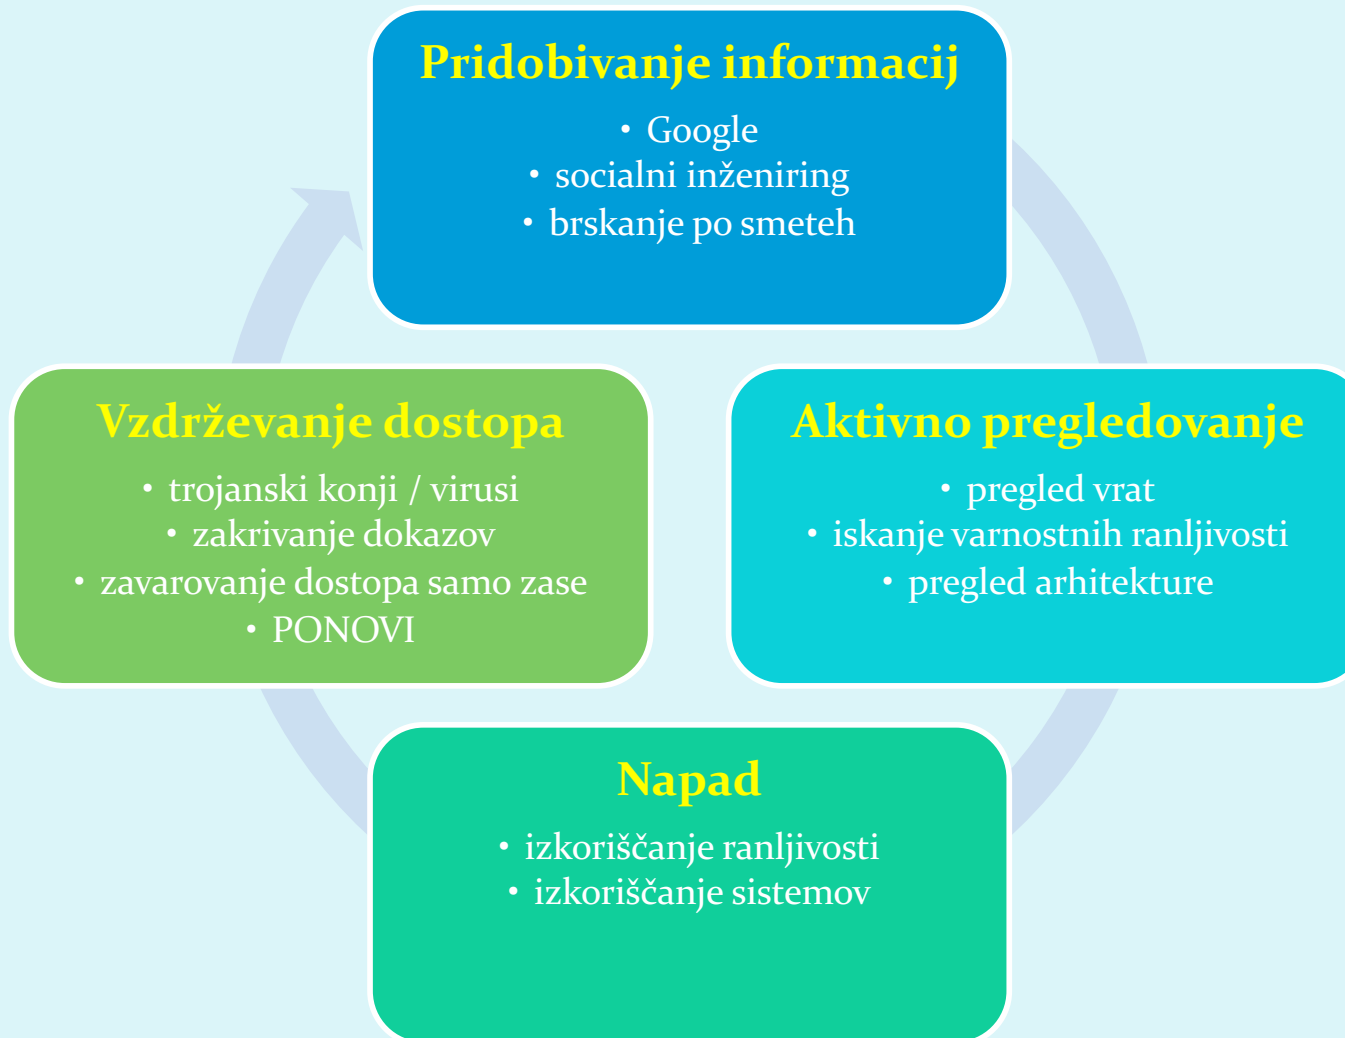 Pridobivanje informacij
• Google
• socialni inženiring
• brskanje po smeteh
Aktivno pregledovanje
• pregled vrat
• iskanje varnostnih ranljivosti
• pregled arhitekture
Napad
• izkoriščanje ranljivosti
• izkoriščanje sistemov
Vzdrževanje dostopa
• trojanski konji / virusi
• zakrivanje dokazov
• zavarovanje dostopa samo zase
• PONOVI